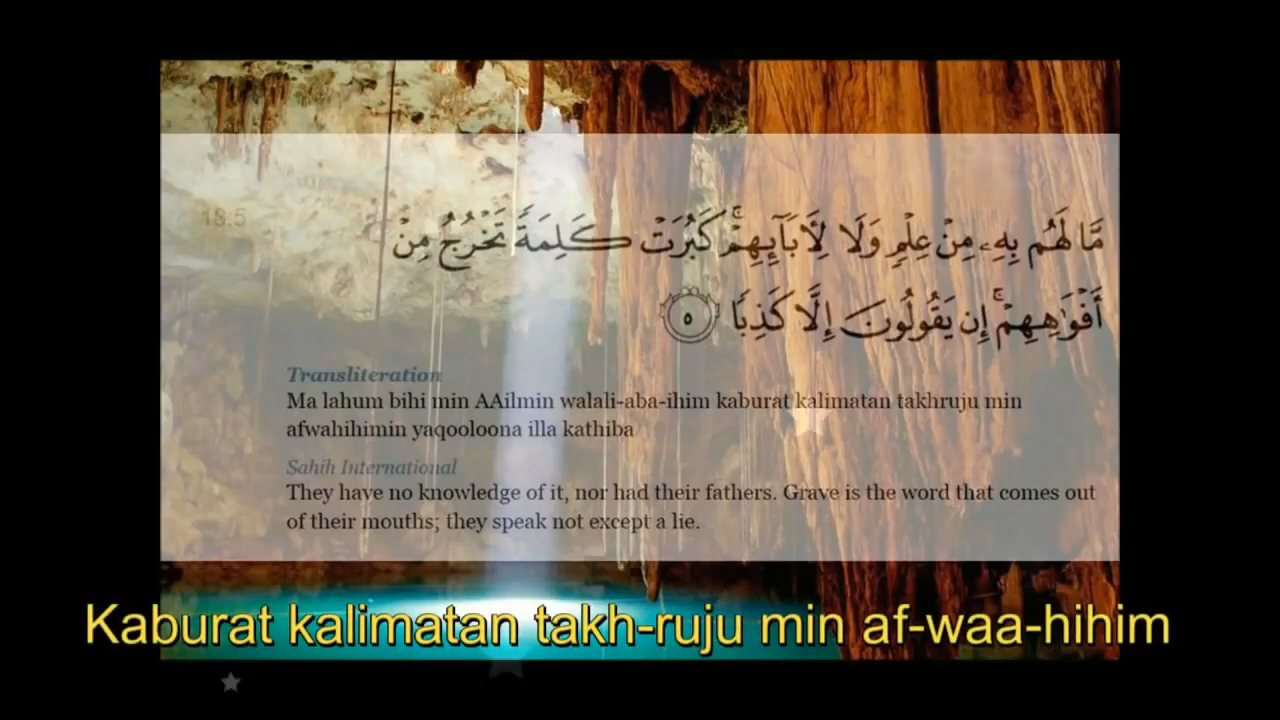 18:5
مَّا لَهُم بِهِۦ مِنْ عِلْمٍ وَلَا لِأَبَآئِهِمْ ۚ كَبُرَتْ كَلِمَةً تَخْرُجُ مِنْ
أَفْوَٰهِهِمْ ۚ إِن يَقُولُونَ إِلَّا كَذِبًا ٥
Transliteration
Ma lahum bihi min AAilmin walali-aba-ihim kaburat kalimatan takhruju min
afwahihimin yaqooloona illa kathiba
Sahih International
They have no knowledge of it, nor had their fathers. Grave is the word that comes out
of their mouths; they speak not except a lie.
Kaburat kalimatan takh-ruju min af-waa-hihim